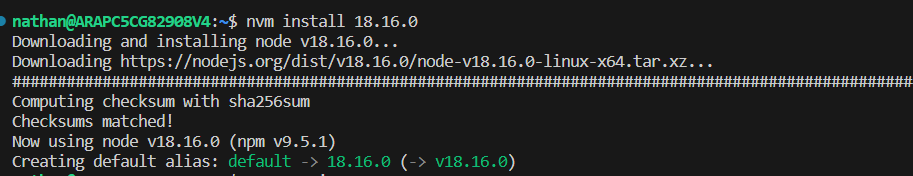 nathan@ARAPC5CG82908V4:~$ nvm install 18.16.0
Downloading and installing node v18.16.0...
Downloading https://nodejs.org/dist/v18.16.0/node-v18.16.0-linux-x64.tar.xz...
####################################################################################################
Computing checksum with sha256sum
Checksums matched!
Now using node v18.16.0 (npm v9.5.1)
Creating default alias: default -> 18.16.0 (-> v18.16.0)